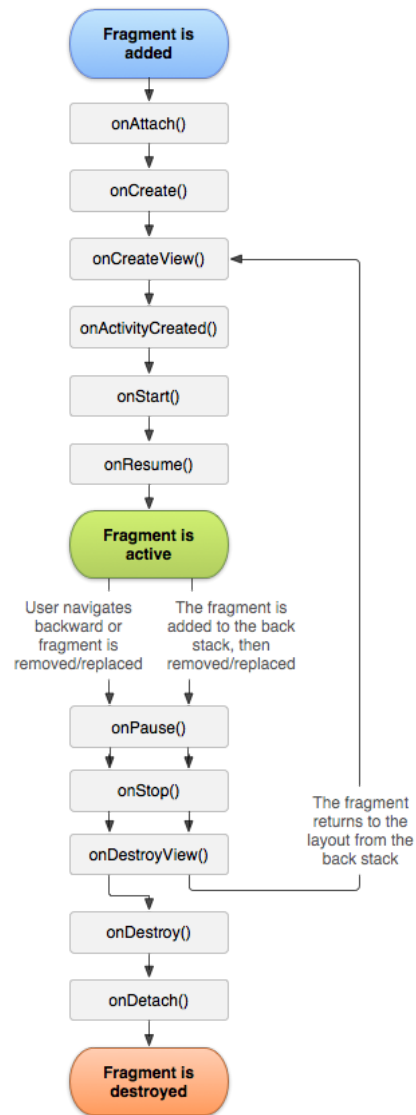 Fragment is
added
onAttach()
onCreate()
onCreateView()
onActivityCreated()
onStart()
onResume()
Fragment is
active
User navigates
backward or
fragment is
removed/replaced
The fragment is
added to the back
stack, then
removed/replaced
onPause()
onStop()
The fragment
returns to the
layout from the
back stack
onDestroyView()
onDestroy()
onDetach()
Fragment is
destroyed